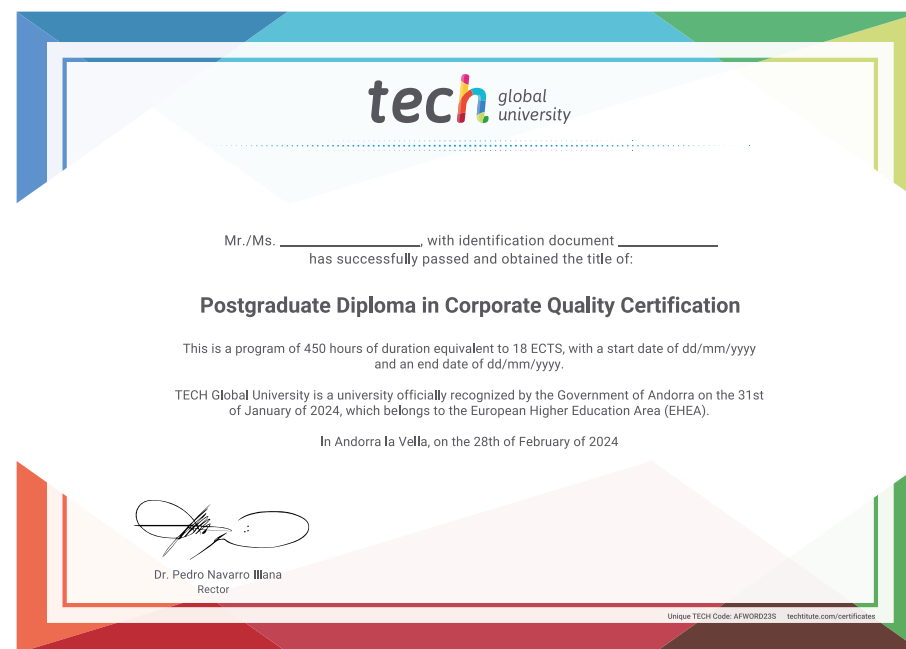 tech global university
Mr./Ms. ____________, with identification document ____________
has successfully passed and obtained the title of:
Postgraduate Diploma in Corporate Quality Certification
This is a program of 450 hours of duration equivalent to 18 ECTS, with a start date of dd/mm/yyyy
and an end date of dd/mm/yyyy.
TECH Global University is a university officially recognized by the Government of Andorra on the 31st
of January of 2024, which belongs to the European Higher Education Area (EHEA).
In Andorra la Vella, on the 28th of February of 2024
Dr. Pedro Navarro Illana
Rector
Unique TECH Code: AFWORD23S techtitute.com/certificates